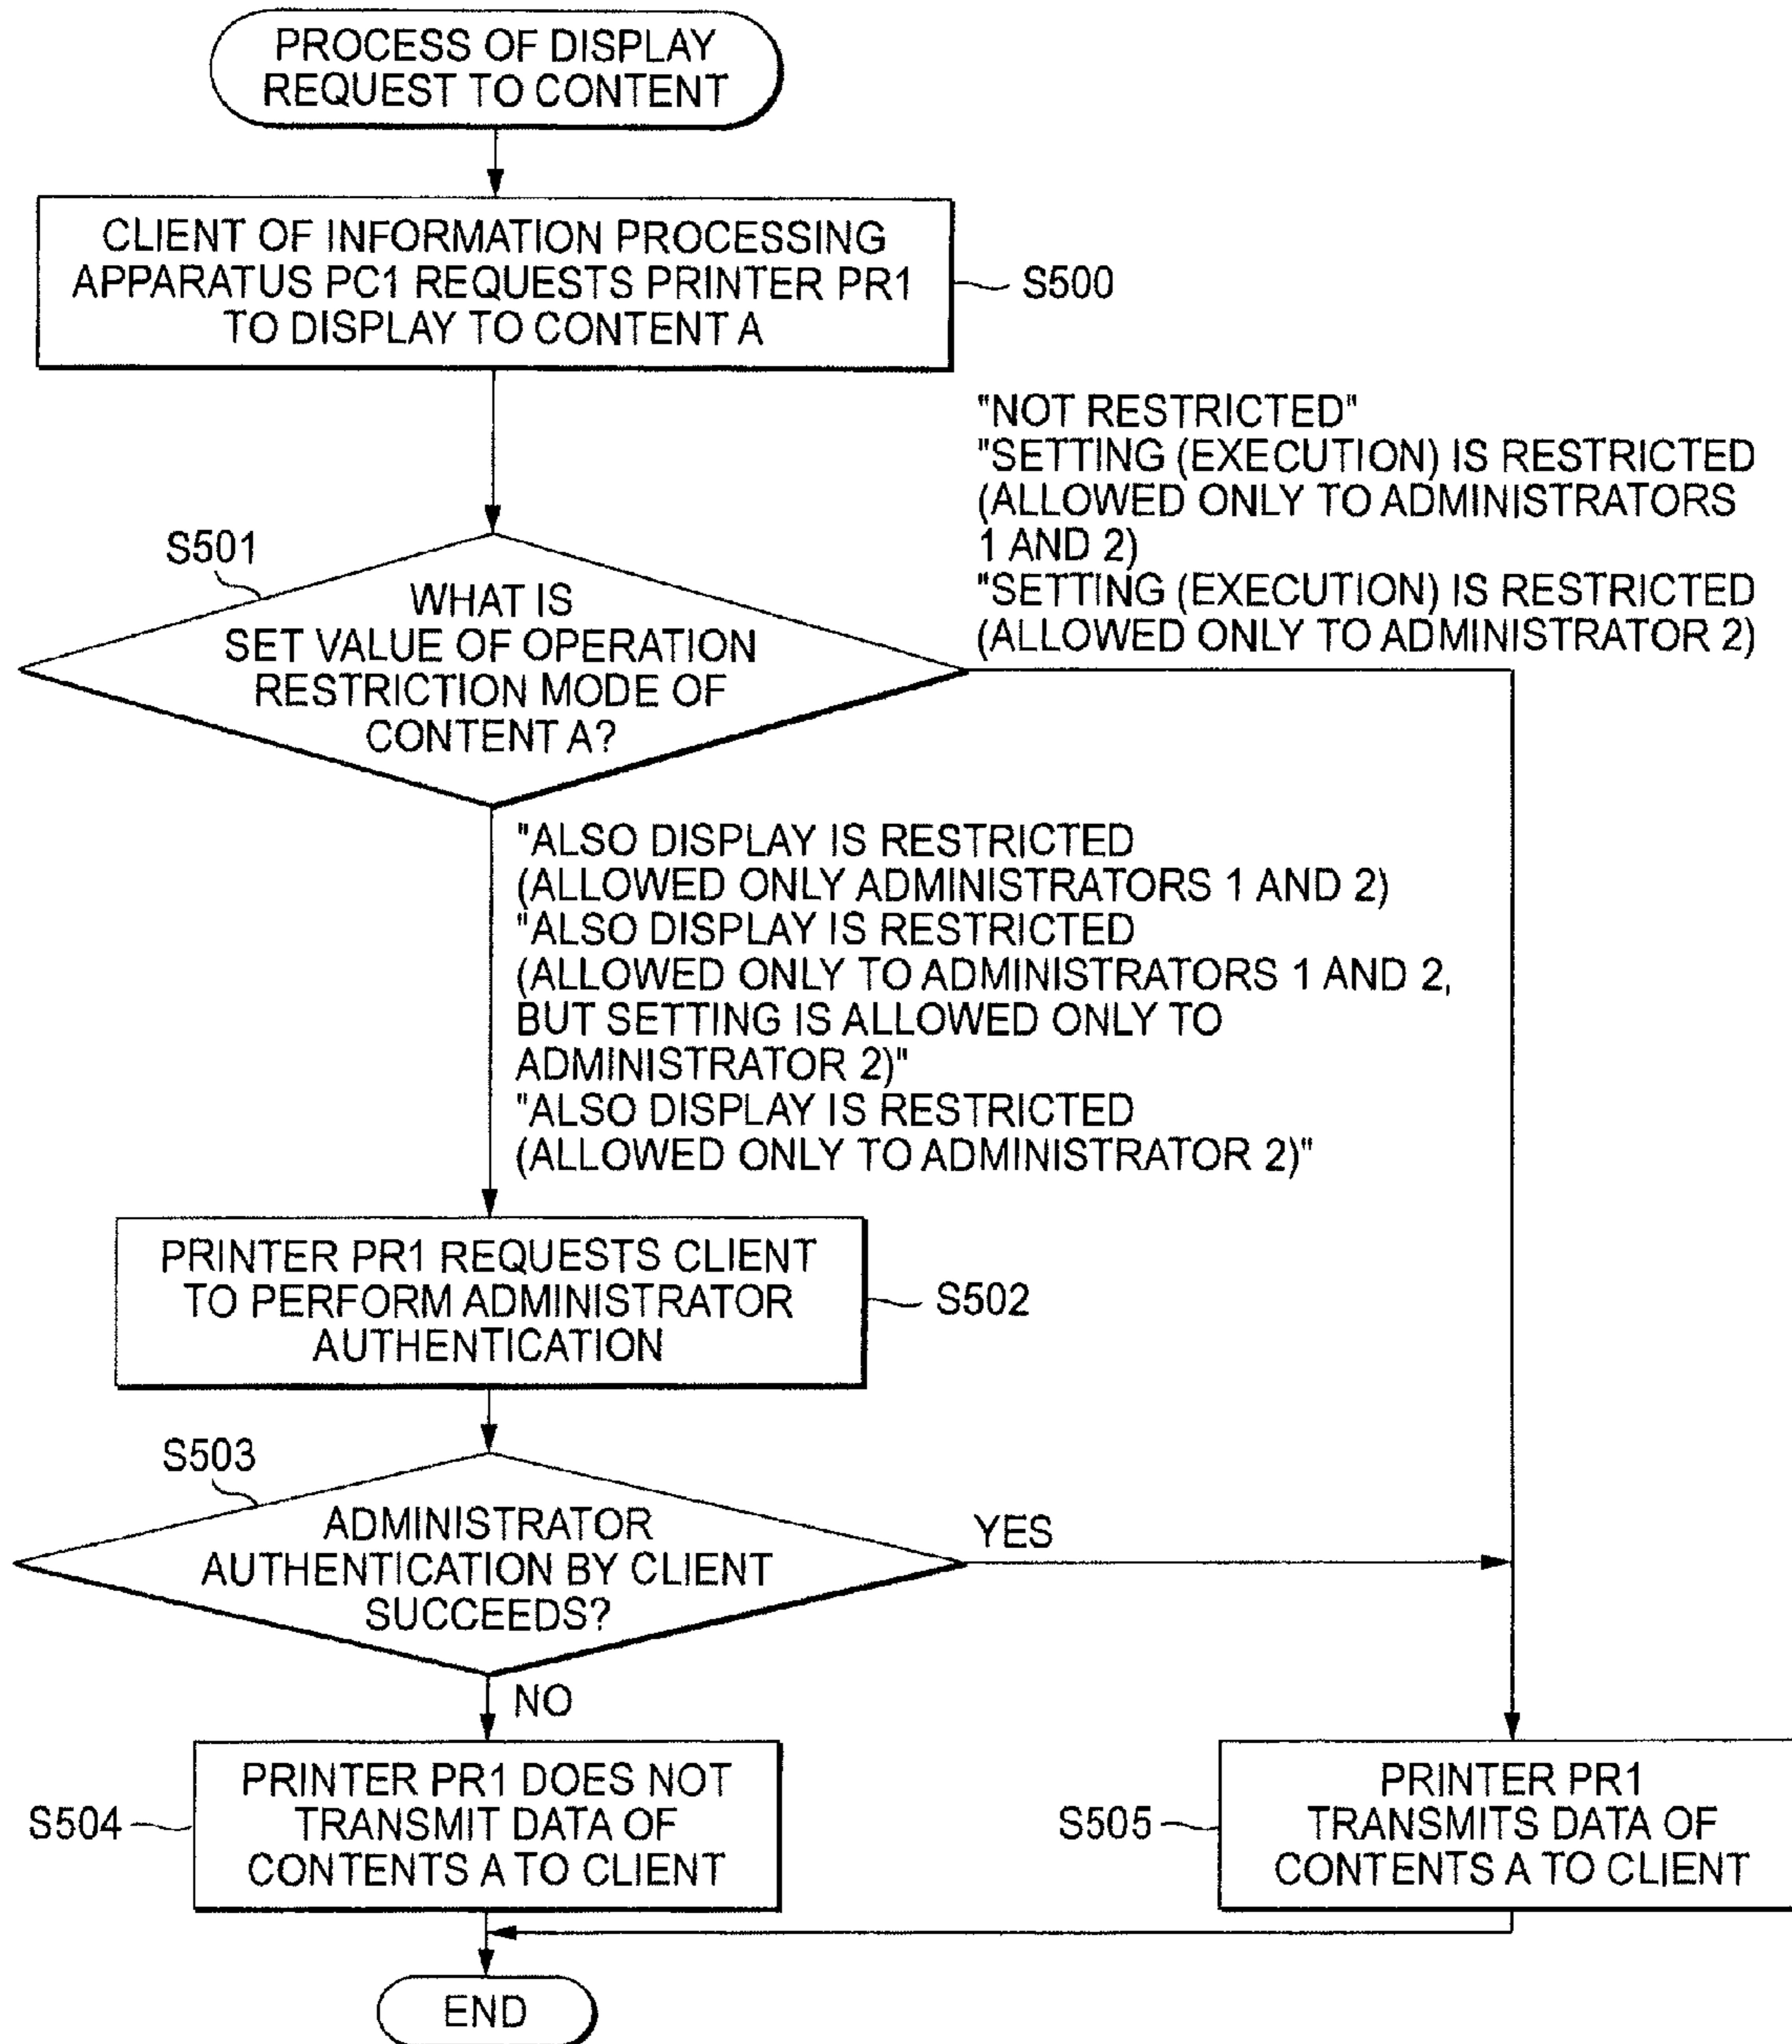 PROCESS OF DISPLAY
REQUEST TO CONTENT
CLIENT OF INFORMATION PROCESSING
APPARATUS PC1 REQUESTS PRINTER PR1
TO DISPLAY TO CONTENT A
S500
"NOT RESTRICTED"
"SETTING (EXECUTION) IS RESTRICTED
(ALLOWED ONLY TO ADMINISTRATORS
1 AND 2)
"SETTING (EXECUTION) IS RESTRICTED
(ALLOWED ONLY TO ADMINISTRATOR 2)
S501
WHAT IS
SET VALUE OF OPERATION
RESTRICTION MODE OF
CONTENT A?
"ALSO DISPLAY IS RESTRICTED
(ALLOWED ONLY ADMINISTRATORS 1 AND 2)
"ALSO DISPLAY IS RESTRICTED
(ALLOWED ONLY TO ADMINISTRATORS 1 AND 2,
BUT SETTING IS ALLOWED ONLY TO
ADMINISTRATOR 2)"
"ALSO DISPLAY IS RESTRICTED
(ALLOWED ONLY TO ADMINISTRATOR 2)"
PRINTER PR1 REQUESTS CLIENT
TO PERFORM ADMINISTRATOR
AUTHENTICATION
S502
S503
ADMINISTRATOR
AUTHENTICATION BY CLIENT
SUCCEEDS?
YES
NO
PRINTER PR1 DOES NOT
TRANSMIT DATA OF
CONTENTS A TO CLIENT
S504
S505
PRINTER PR1
TRANSMITS DATA OF
CONTENTS A TO CLIENT
END